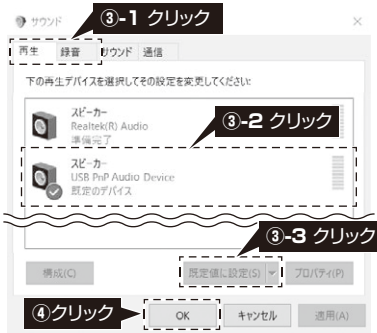 サウンド
③-1 クリック
再生 録音 サウンド 通信
下の再生デバイスを選択してその設定を変更してください:
スピーカー
Realtek(R) Audio
準備完了
③-2 クリック
スピーカー
USB PnP Audio Device
既定のデバイス
③-3 クリック
構成(C) 既定値に設定(S) プロパティ(P)
④クリック
OK キャンセル 適用(A)